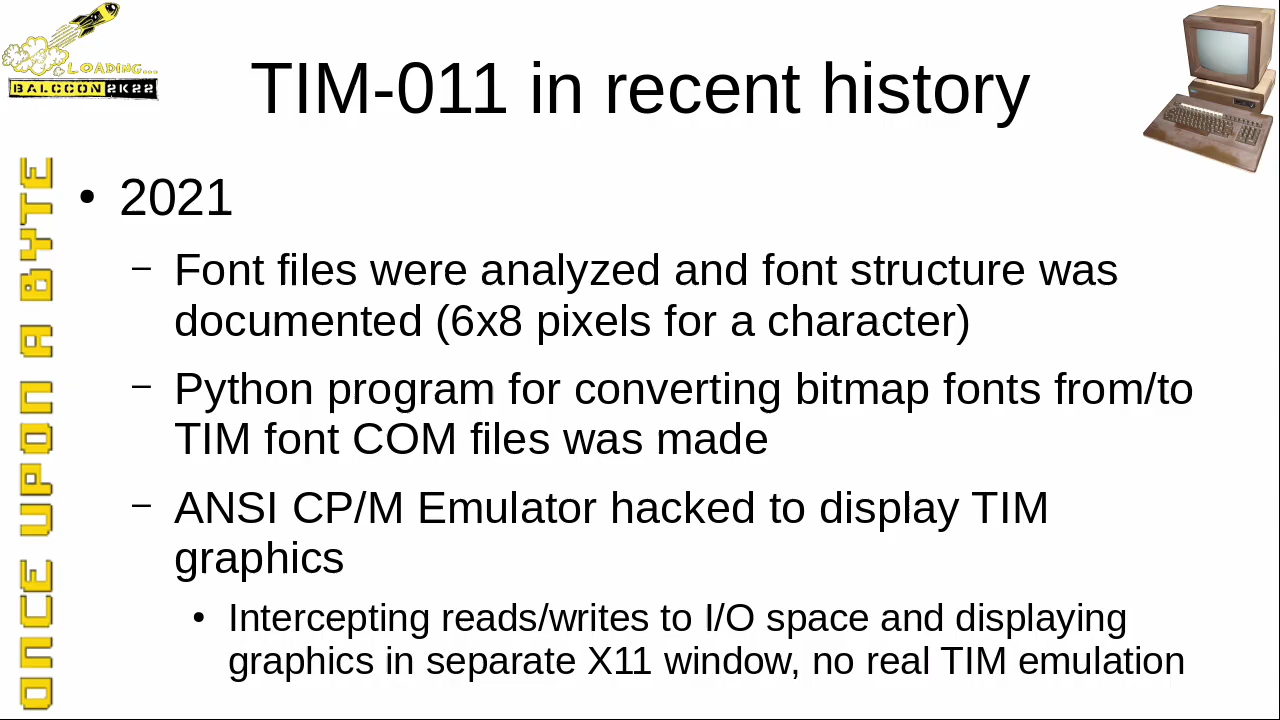 LOADING...
BALCCON2K22
TIM-011 in recent history
ONCE UPON A BYTE
• 2021
– Font files were analyzed and font structure was
documented (6x8 pixels for a character)
– Python program for converting bitmap fonts from/to
TIM font COM files was made
– ANSI CP/M Emulator hacked to display TIM
graphics
• Intercepting reads/writes to I/O space and displaying
graphics in separate X11 window, no real TIM emulation